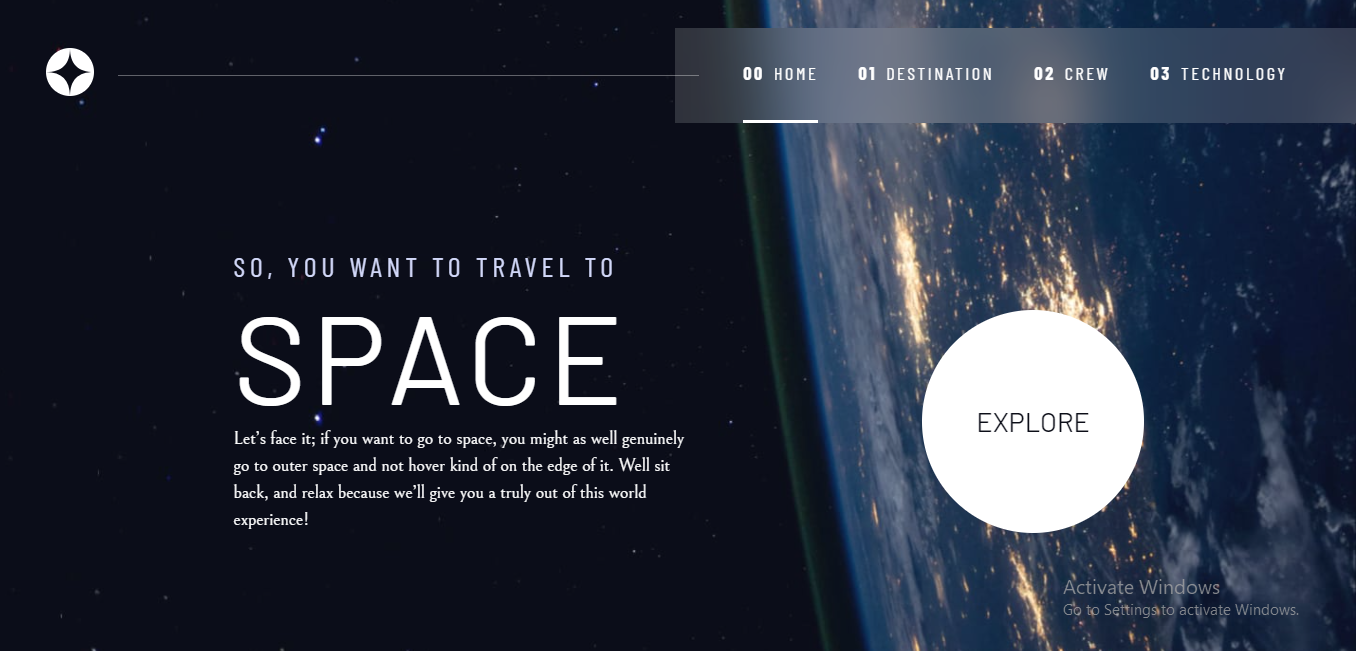 00 HOME 01 DESTINATION 02 CREW 03 TECHNOLOGY
SO, YOU WANT TO TRAVEL TO
SPACE
Let’s face it; if you want to go to space, you might as well genuinely
go to outer space and not hover kind of on the edge of it. Well sit
back, and relax because we’ll give you a truly out of this world
experience!
EXPLORE
Activate Windows
Go to Settings to activate Windows.